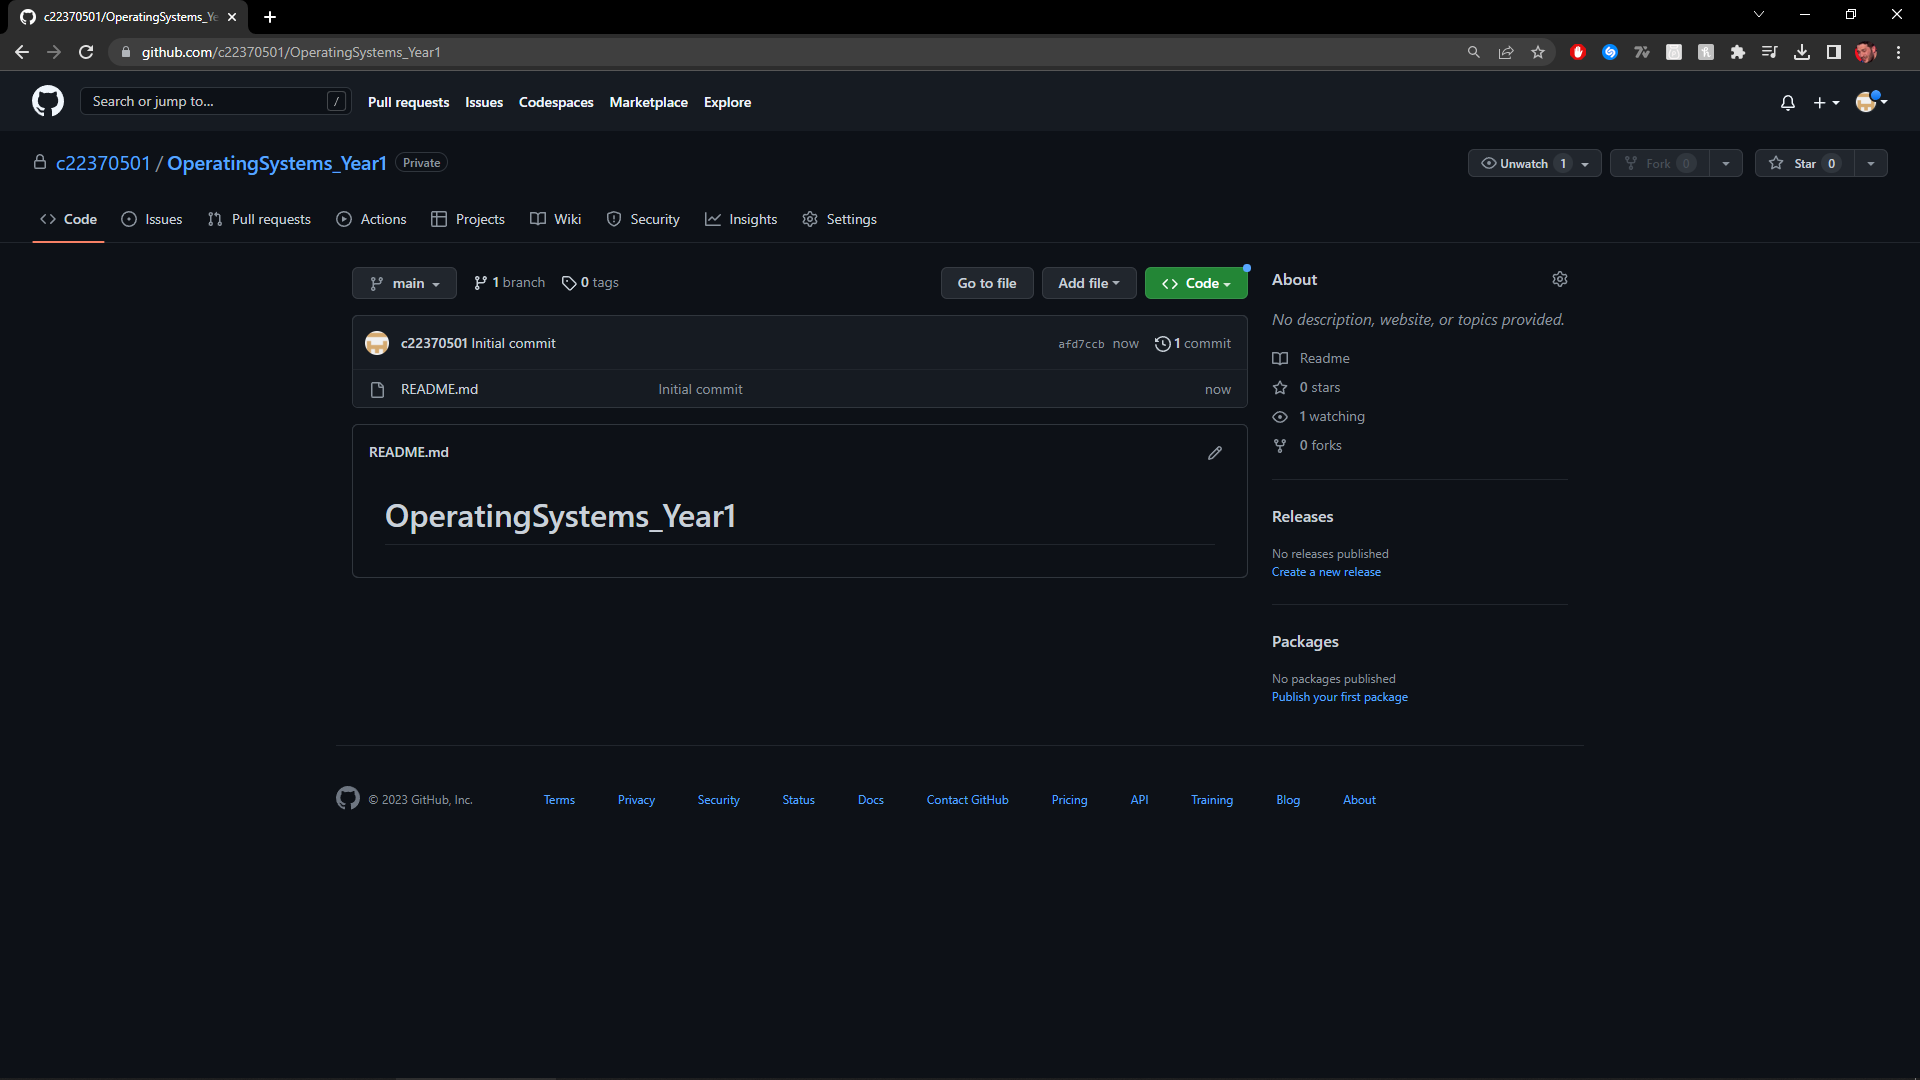 c22370501/OperatingSystems_Ye
github.com/c22370501/OperatingSystems_Year1
Search or jump to... /
Pull requests Issues Codespaces Marketplace Explore
c22370501 / OperatingSystems_Year1 Private
Unwatch 1 Fork 0 Star 0
Code Issues Pull requests Actions Projects Wiki Security Insights Settings
main 1 branch 0 tags Go to file Add file Code
c22370501 Initial commit afd7ccb now 1 commit
README.md Initial commit now
README.md
OperatingSystems_Year1
About
No description, website, or topics provided.
Readme
0 stars
1 watching
0 forks
Releases
No releases published
Create a new release
Packages
No packages published
Publish your first package
© 2023 GitHub, Inc. Terms Privacy Security Status Docs Contact GitHub Pricing API Training Blog About